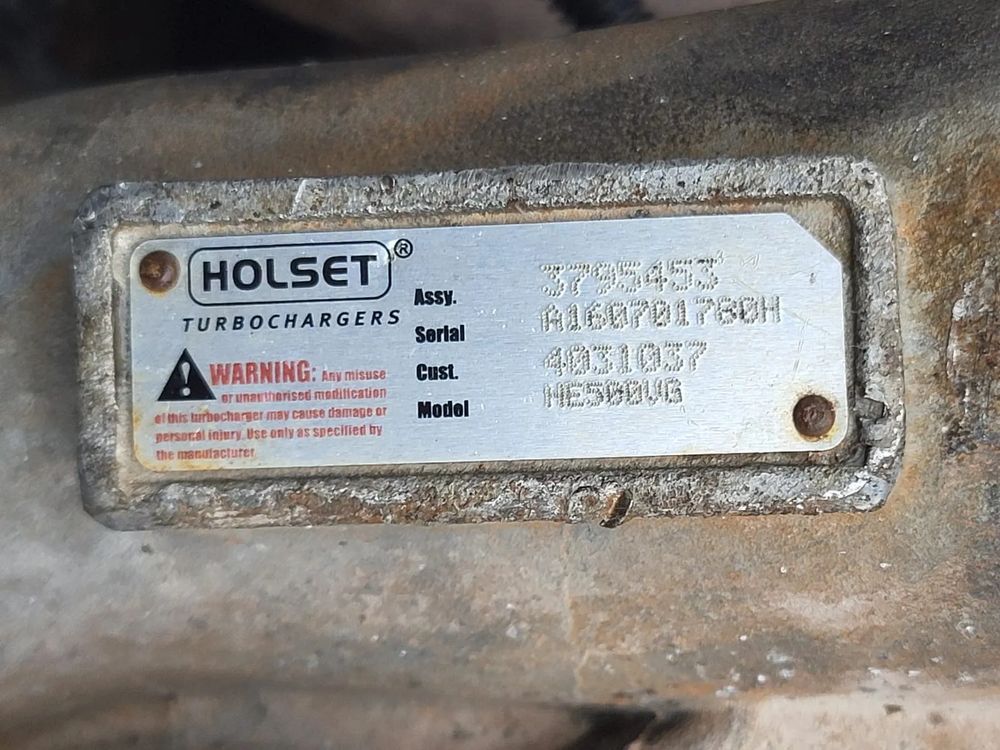 HOLSET®
TURBOCHARGERS
WARNING: Any misuse
or unauthorised modification
of this turbocharger may cause damage or
personal injury. Use only as specified by
the manufacturer.
Assy. 3795453
Serial A160701780H
Cust. 4031037
Model HE500VG